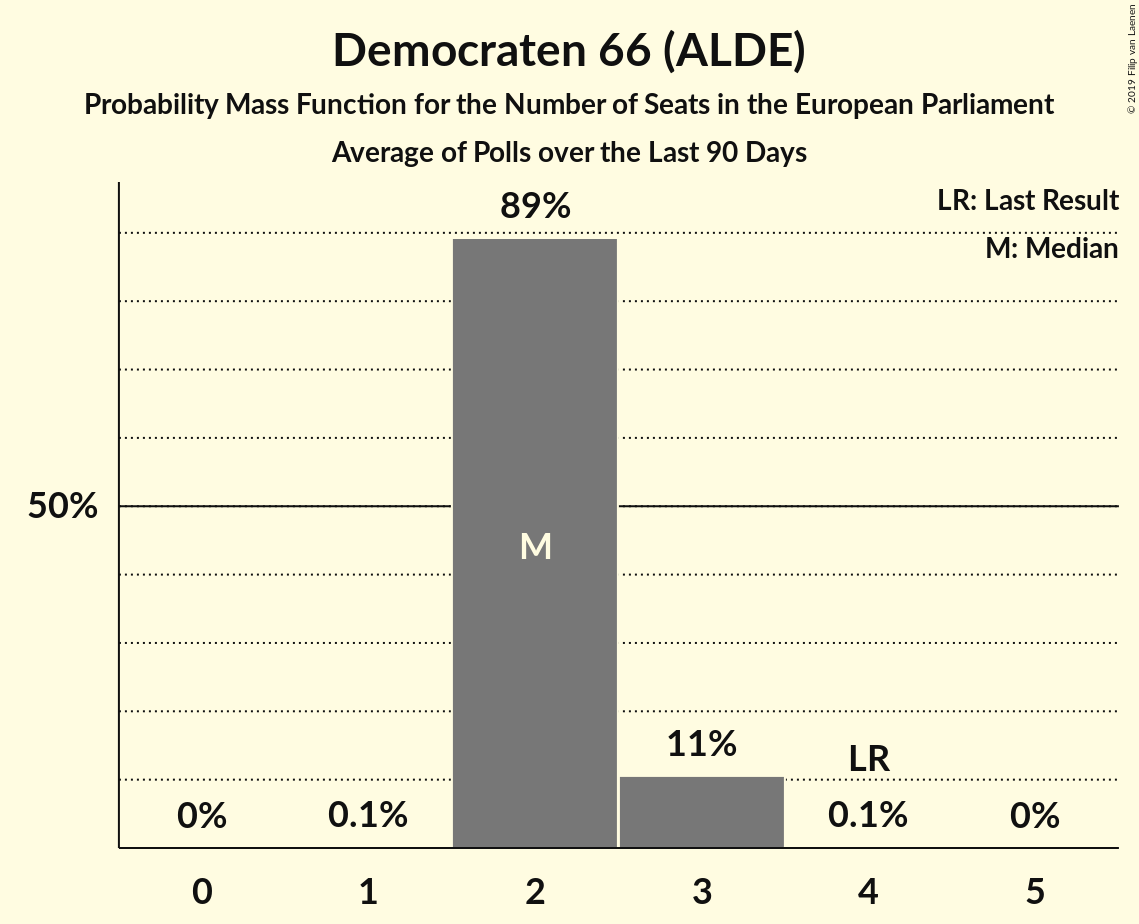 Democraten 66 (ALDE)
Probability Mass Function for the Number of Seats in the European Parliament
Average of Polls over the Last 90 Days
© 2019 Filip van Laenen
LR: Last Result
M: Median
89%
50%
M
11%
LR
0%
0.1%
0.1%
0%
0
1
2
3
4
5